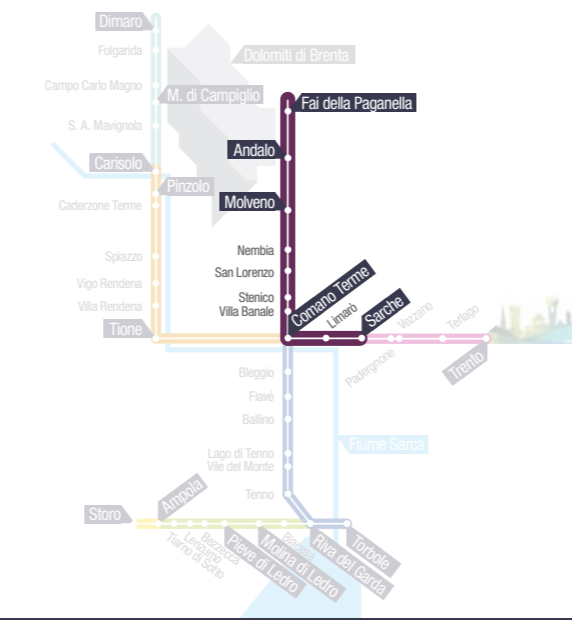 Dimaro
Folgarida
Dolomiti di Brenta
Campo Carlo Magno
M. di Campiglio
Fai della Paganella
S. A. Mavignola
Andalo
Carisolo
Pinzolo
Molveno
Caderzone Terme
Nembia
Spiazzo
San Lorenzo
Vigo Rendena
Stenico
Villa Rendena
Villa Banale
Comano Terme
Limarò
Sarche
Vezzano
Terlago
Tione
Padergnone
Trento
Bleggio
Fiavé
Ballino
Fiume Sarca
Lago di Tenno
Vile del Monte
Tenno
Storo
Ampola
Tiarno di Sotto
Lenzumo
Bezzecca
Pieve di Ledro
Molina di Ledro
Riva del Garda
Torbole